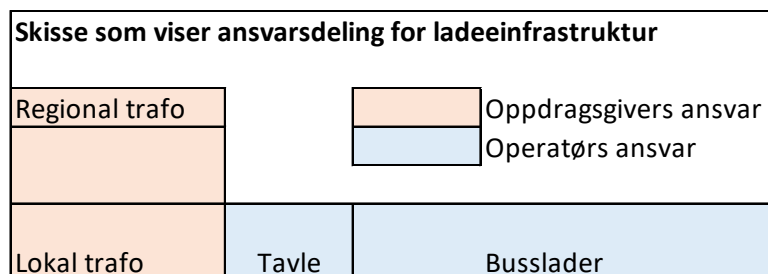 Skisse som viser ansvarsdeling for ladeeinfrastruktur
Regional trafo
Oppdragsgivers ansvar
Operatørs ansvar
Lokal trafo
Tavle
Busslader